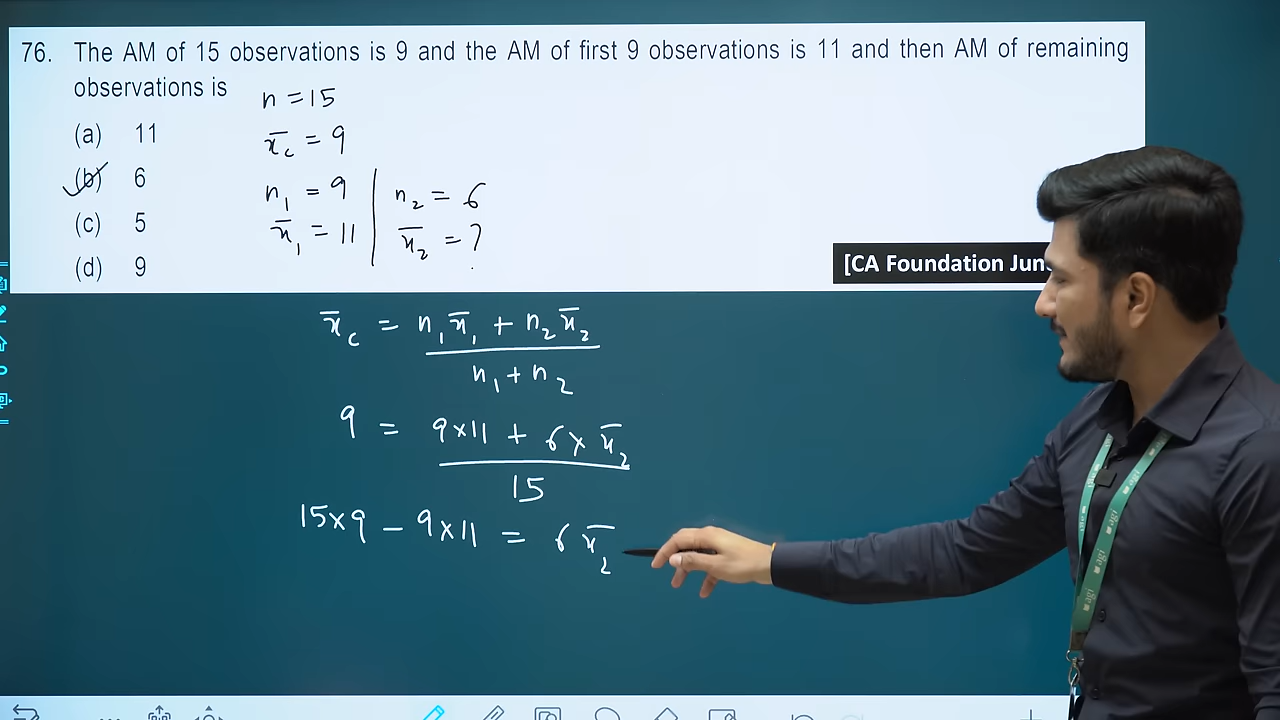 76. The AM of 15 observations is 9 and the AM of first 9 observations is 11 and then AM of remaining
observations is
(a) 11
(b) 6
(c) 5
(d) 9
n = 15
x̄c = 9
n₁ = 9 | n₂ = 6
x̄₁ = 11 | x̄₂ = ?
[CA Foundation Jun
x̄c = n₁x̄₁ + n₂x̄₂
n₁ + n₂
9 = 9×11 + 6 × x̄₂
15
15×9 − 9×11 = 6 x̄₂